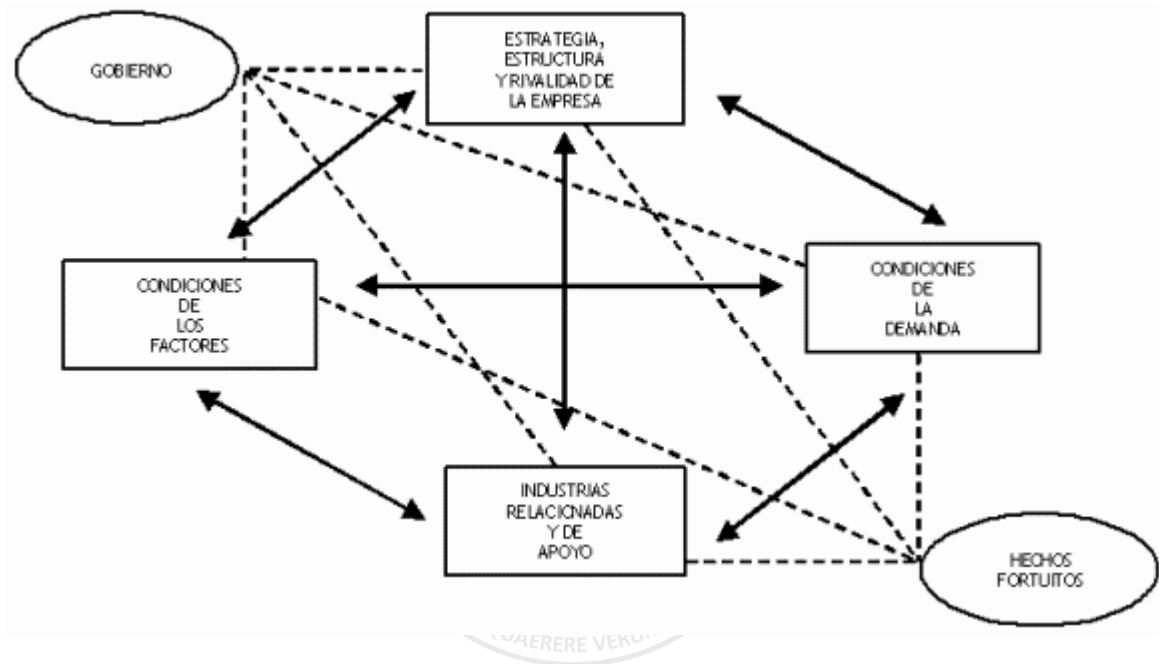 GOBIERNO
ESTRATEGIA,
ESTRUCTURA
Y RIVALIDAD DE
LA EMPRESA
CONDICIONES
DE
LOS
FACTORES
CONDICIONES
DE
LA
DEMANDA
INDUSTRIAS
RELACIONADAS
Y DE
APOYO
HECHOS
FORTUITOS